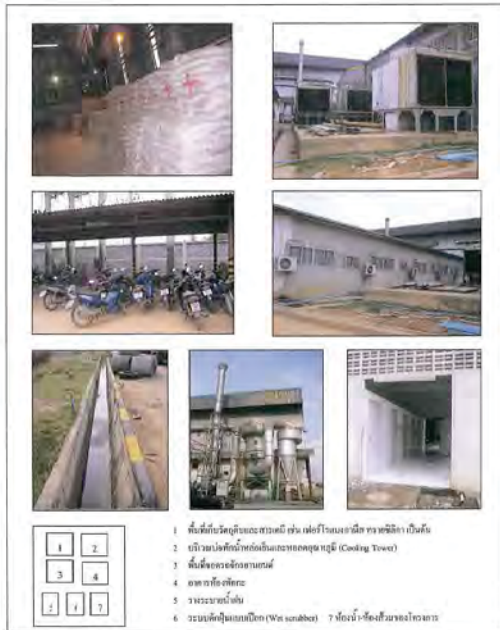 1 2
3 4
5 6 7
1 พื้นที่เก็บวัตถุดิบและสารเคมี เช่น เฟอร์โรแมงกานีส ทรายซิลิกา เป็นต้น
2 บริเวณบ่อพักน้ำหล่อเย็นและหอลดอุณหภูมิ (Cooling Tower)
3 พื้นที่จอดรถจักรยานยนต์
4 อาคารห้องพักกะ
5 รางระบายน้ำฝน
6 ระบบดักฝุ่นแบบเปียก (Wet scrubber) 7 ห้องน้ำ-ห้องส้วมของโครงการ